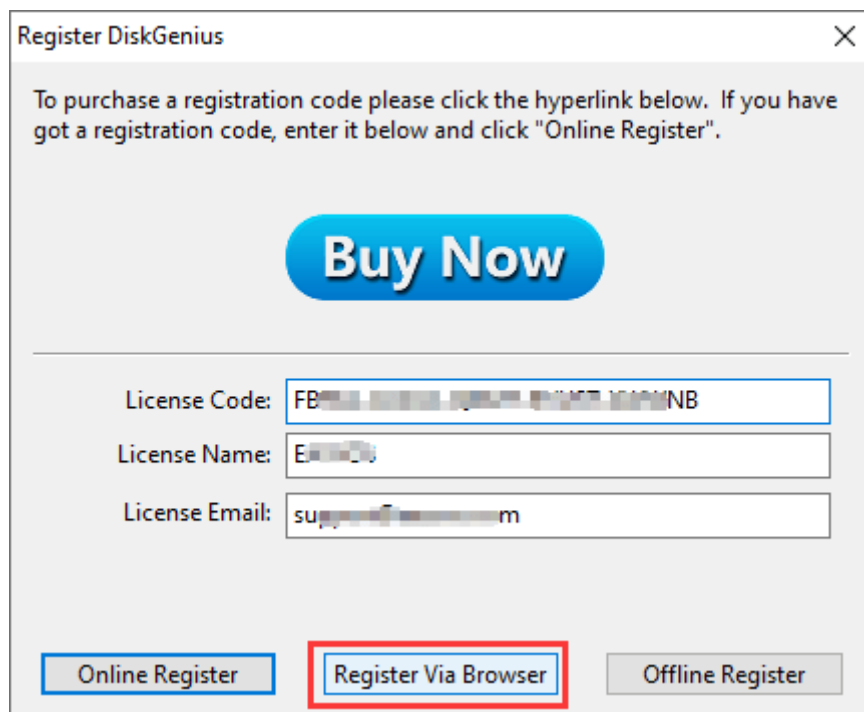 Register DiskGenius
To purchase a registration code please click the hyperlink below. If you have
got a registration code, enter it below and click "Online Register".
Buy Now
License Code:
License Name:
License Email:
Online Register Register Via Browser Offline Register